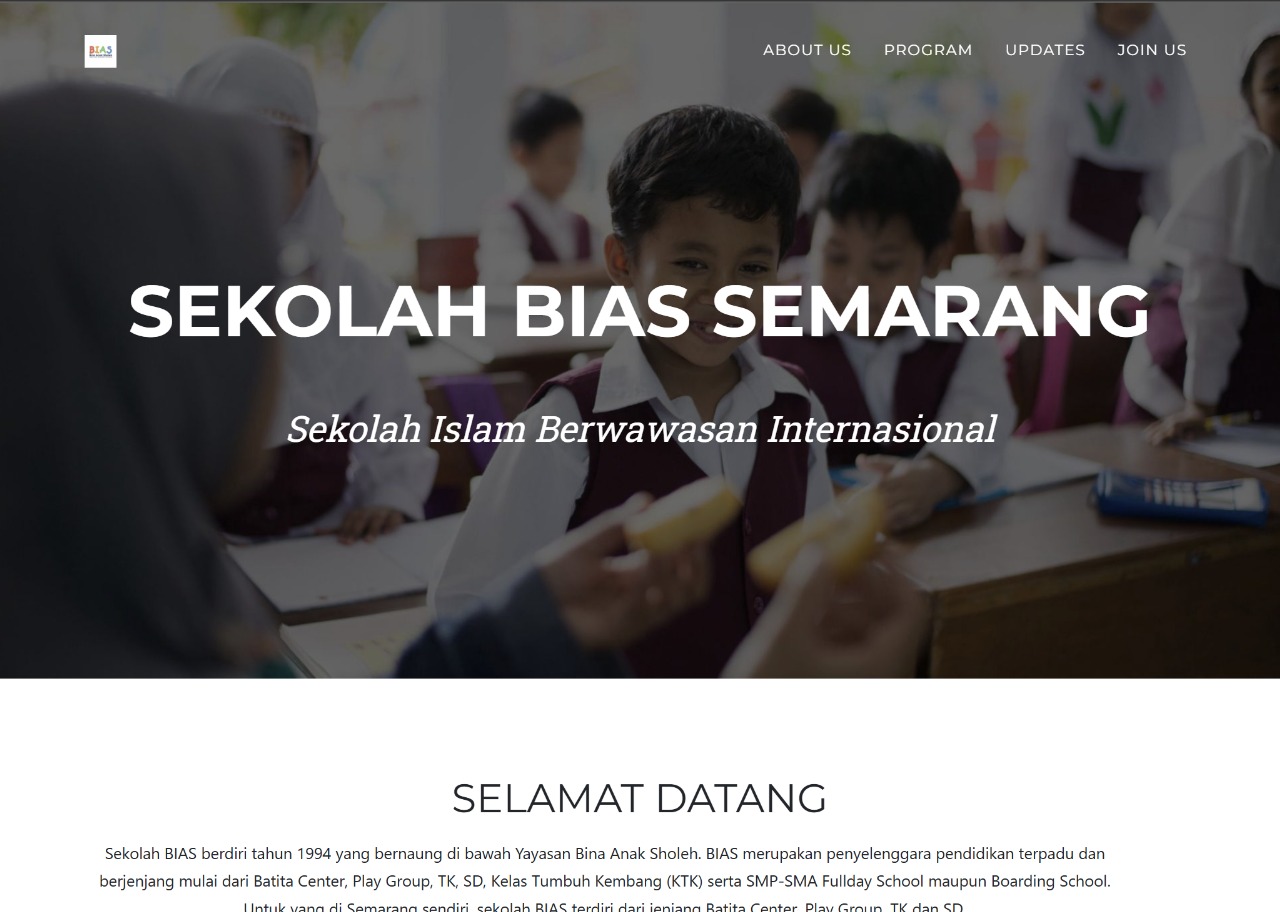 BIAS
ABOUT US PROGRAM UPDATES JOIN US
SEKOLAH BIAS SEMARANG
Sekolah Islam Berwawasan Internasional
SELAMAT DATANG
Sekolah BIAS berdiri tahun 1994 yang bernaung di bawah Yayasan Bina Anak Sholeh. BIAS merupakan penyelenggara pendidikan terpadu dan
berjenjang mulai dari Batita Center, Play Group, TK, SD, Kelas Tumbuh Kembang (KTK) serta SMP-SMA Fullday School maupun Boarding School.
Untuk yang di Semarang sendiri, sekolah BIAS terdiri dari jenjang Batita Center, Play Group, TK dan SD